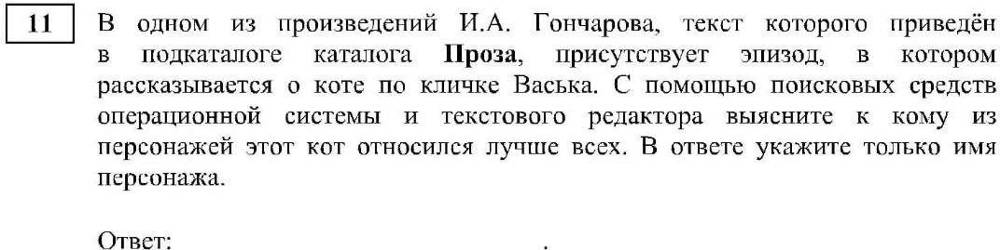 11 В одном из произведений И.А. Гончарова, текст которого приведён
в подкаталоге каталога Проза, присутствует эпизод, в котором
рассказывается о коте по кличке Васька. С помощью поисковых средств
операционной системы и текстового редактора выясните к кому из
персонажей этот кот относился лучше всех. В ответе укажите только имя
персонажа.
Ответ: .